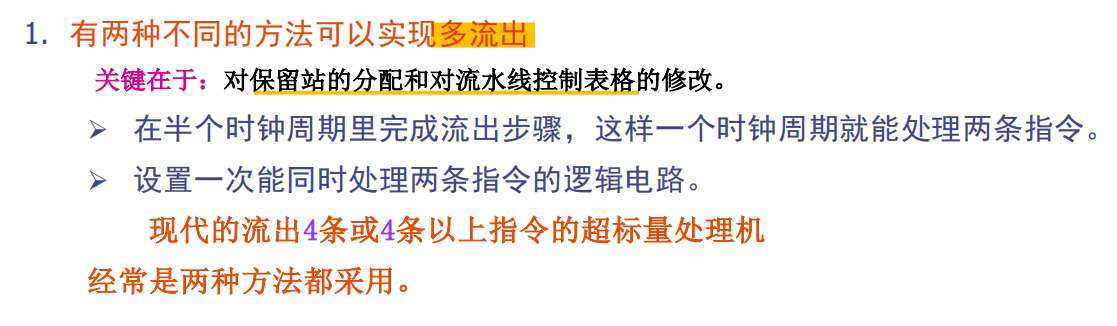 1. 有两种不同的方法可以实现多流出
关键在于：对保留站的分配和对流水线控制表格的修改。
➢ 在半个时钟周期里完成流出步骤，这样一个时钟周期就能处理两条指令。
➢ 设置一次能同时处理两条指令的逻辑电路。
现代的流出4条或4条以上指令的超标量处理机
经常是两种方法都采用。